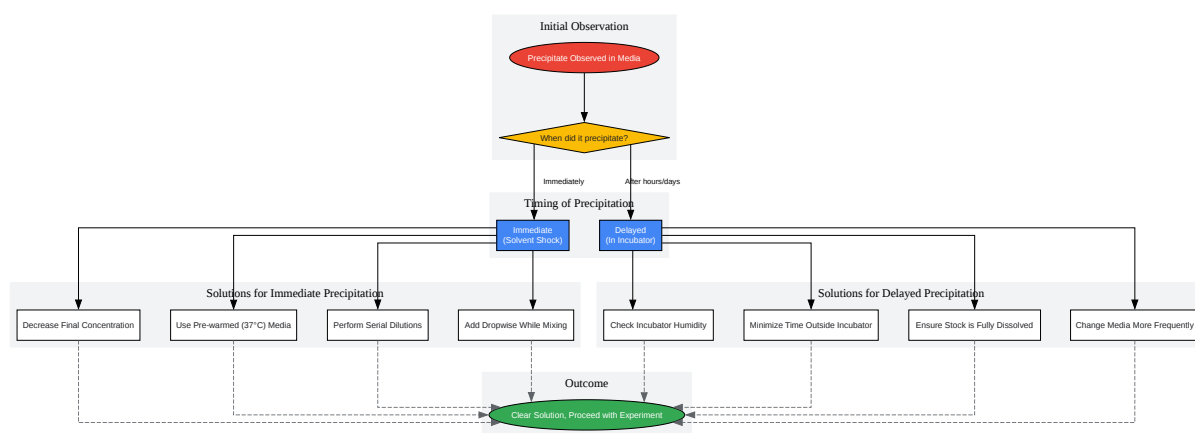 Initial Observation
Precipitate Observed in Media
When did it precipitate?
Immediately
After hours/days
Timing of Precipitation
Immediate
(Solvent Shock)
Delayed
(In Incubator)
Solutions for Immediate Precipitation
Solutions for Delayed Precipitation
Decrease Final Concentration
Use Pre-warmed (37°C) Media
Perform Serial Dilutions
Add Dropwise While Mixing
Check Incubator Humidity
Minimize Time Outside Incubator
Ensure Stock is Fully Dissolved
Change Media More Frequently
Outcome
Clear Solution, Proceed with Experiment